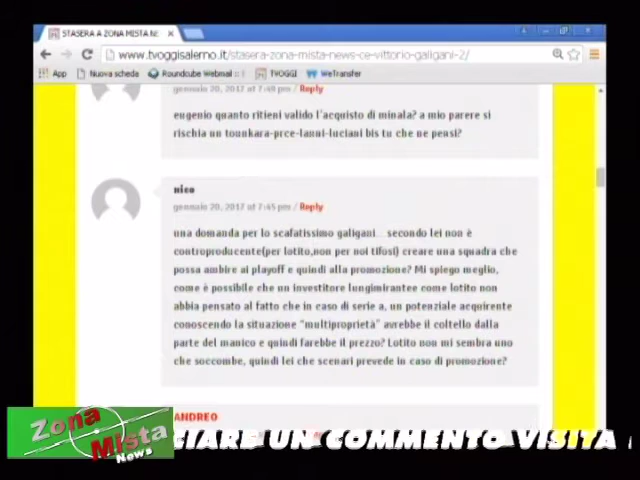 STASERA A ZONA MISTA NE
www.tvoggisalerno.it/stasera-zona-mista-news-ce-vittorio-galigani-2/
App Nuova scheda Roundcube Webmail :: TVOGGI WeTransfer
gennaio 20, 2017 at 7:40 pm / Reply
eugenio quanto ritieni valido l'acquisto di minala? a mio parere si
rischia un tounkara-prce-lanni-luciani bis tu che ne pensi?
nico
gennaio 20, 2017 at 7:45 pm / Reply
una domanda per lo scafatissimo galigani... secondo lei non è
controproducente(per lotito,non per noi tifosi) creare una squadra che
possa ambire ai playoff e quindi alla promozione? Mi spiego meglio,
come è possibile che un investitore lungimirantee come lotito non
abbia pensato al fatto che in caso di serie a, un potenziale acquirente
conoscendo la situazione "multiproprietà" avrebbe il coltello dalla
parte del manico e quindi farebbe il prezzo? Lotito non mi sembra uno
che soccombe, quindi lei che scenari prevede in caso di promozione?
ANDREO
Zona
Mista
News
CIARE UN COMMENTO VISITA